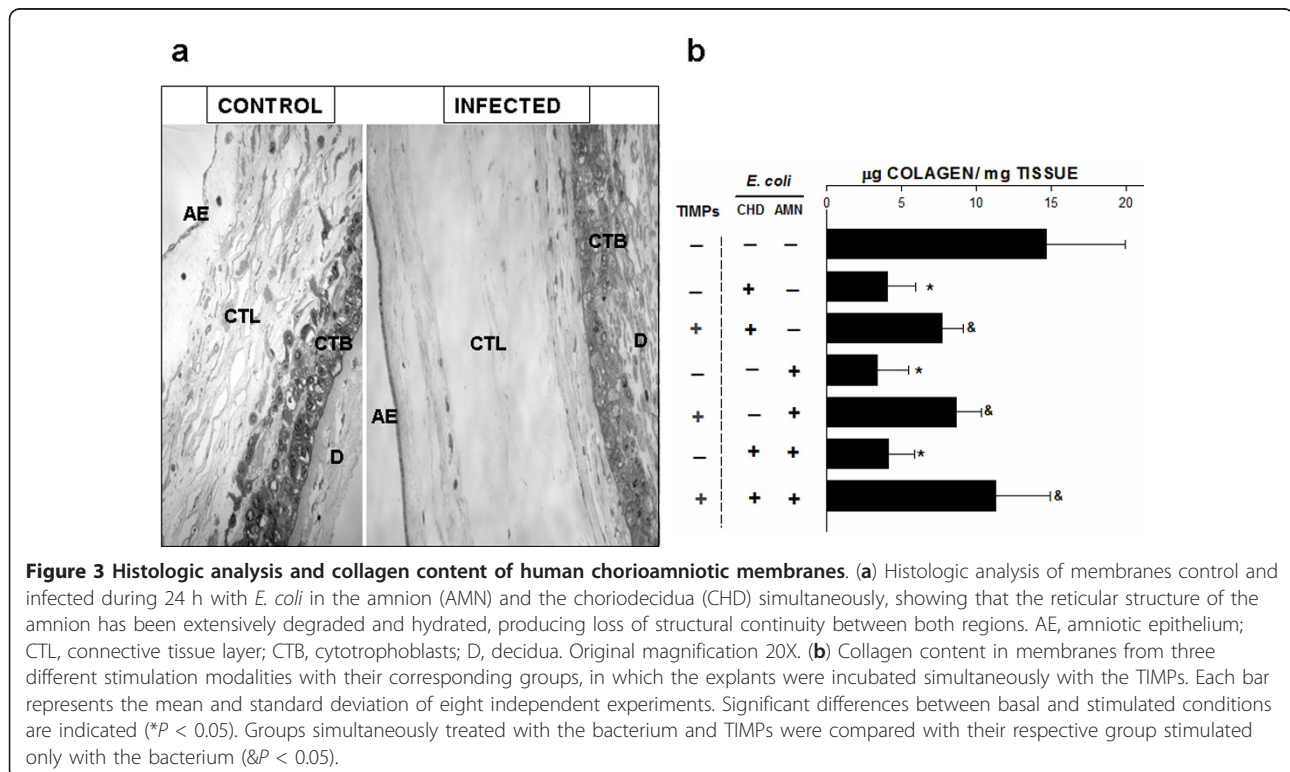 a
b
CONTROL
INFECTED
AE
CTL
CTB
D
AE
CTL
CTB
D
µg COLAGEN/ mg TISSUE
E. coli
TIMPs CHD AMN
0 5 10 15 20
– – –
– + – *
+ + – &
– – + *
+ – + &
– + + *
+ + + &
Figure 3 Histologic analysis and collagen content of human chorioamniotic membranes. (a) Histologic analysis of membranes control and
infected during 24 h with E. coli in the amnion (AMN) and the choriodecidua (CHD) simultaneously, showing that the reticular structure of the
amnion has been extensively degraded and hydrated, producing loss of structural continuity between both regions. AE, amniotic epithelium;
CTL, connective tissue layer; CTB, cytotrophoblasts; D, decidua. Original magnification 20X. (b) Collagen content in membranes from three
different stimulation modalities with their corresponding groups, in which the explants were incubated simultaneously with the TIMPs. Each bar
represents the mean and standard deviation of eight independent experiments. Significant differences between basal and stimulated conditions
are indicated (*P < 0.05). Groups simultaneously treated with the bacterium and TIMPs were compared with their respective group stimulated
only with the bacterium (&P < 0.05).